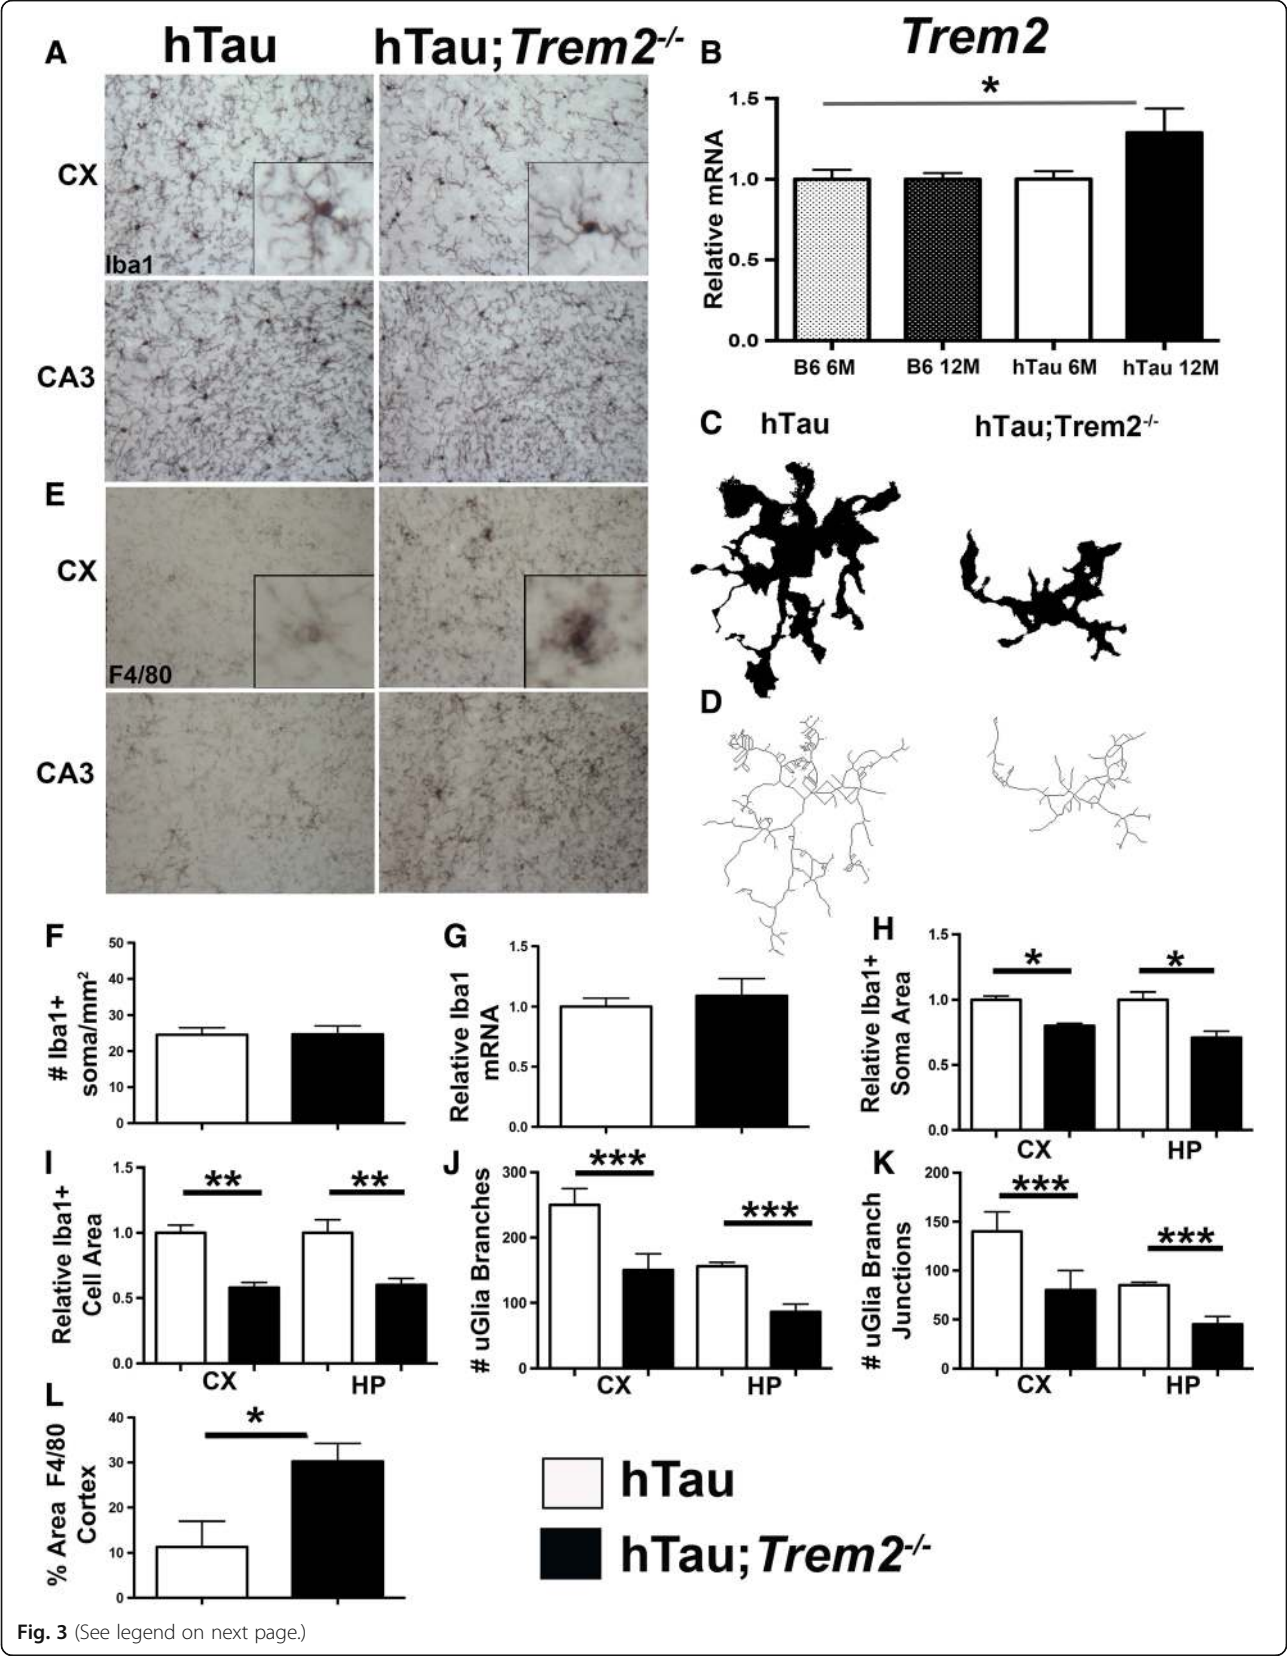 A hTau hTau;Trem2-/-
CX
Iba1
CA3
B Trem2
*
Relative mRNA
1.5
1.0
0.5
0.0
B6 6M B6 12M hTau 6M hTau 12M
C hTau hTau;Trem2-/-
D
E
CX
F4/80
CA3
F
# Iba1+
soma/mm2
50
40
30
20
10
0
G
Relative Iba1
mRNA
1.5
1.0
0.5
0.0
H
Relative Iba1+
Soma Area
1.5
1.0
0.5
0.0
* *
CX HP
I
Relative Iba1+
Cell Area
1.5
1.0
0.5
0.0
** **
CX HP
J
# uGlia Branches
300
200
100
0
*** ***
CX HP
K
# uGlia Branch
Junctions
200
150
100
50
0
*** ***
CX HP
L
% Area F4/80
Cortex
40
30
20
10
0
*
hTau
hTau;Trem2-/-
Fig. 3 (See legend on next page.)